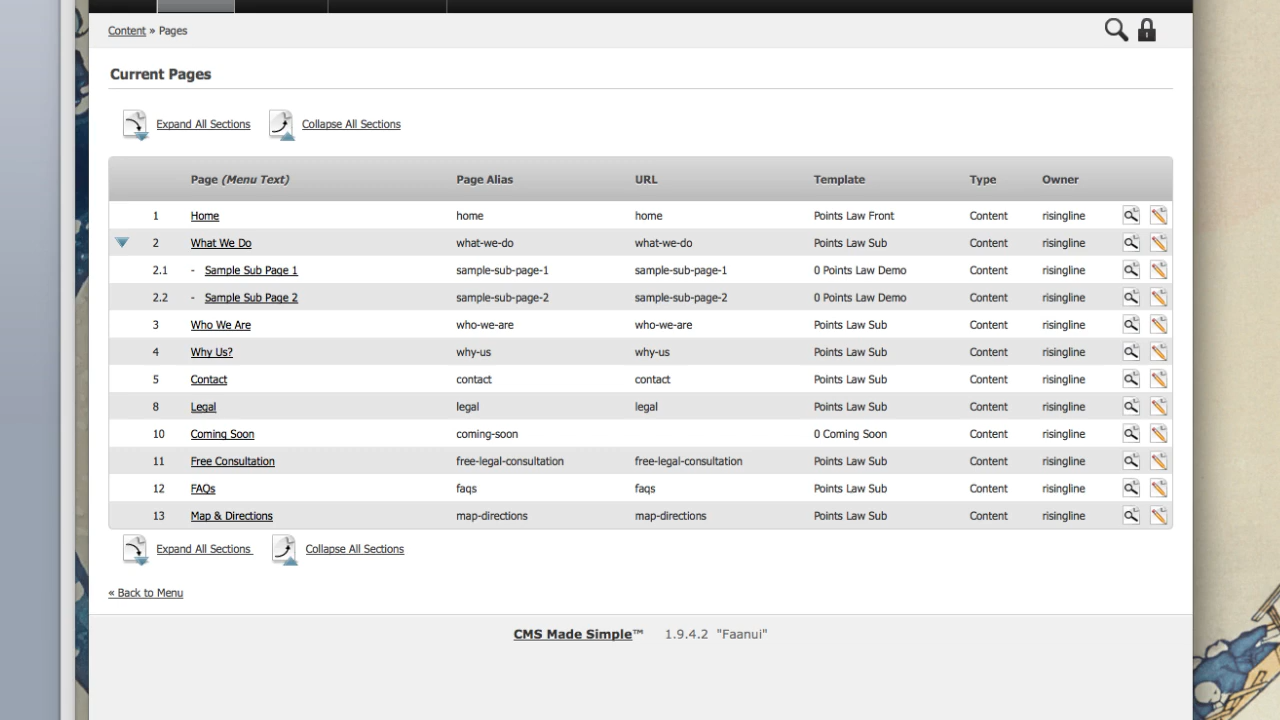 Content » Pages
Current Pages
Expand All Sections Collapse All Sections
Page (Menu Text) Page Alias URL Template Type Owner
1 Home home home Points Law Front Content risingline
2 What We Do what-we-do what-we-do Points Law Sub Content risingline
2.1 - Sample Sub Page 1 sample-sub-page-1 sample-sub-page-1 0 Points Law Demo Content risingline
2.2 - Sample Sub Page 2 sample-sub-page-2 sample-sub-page-2 0 Points Law Demo Content risingline
3 Who We Are who-we-are who-we-are Points Law Sub Content risingline
4 Why Us? why-us why-us Points Law Sub Content risingline
5 Contact contact contact Points Law Sub Content risingline
8 Legal legal legal Points Law Sub Content risingline
10 Coming Soon coming-soon 0 Coming Soon Content risingline
11 Free Consultation free-legal-consultation free-legal-consultation Points Law Sub Content risingline
12 FAQs faqs faqs Points Law Sub Content risingline
13 Map & Directions map-directions map-directions Points Law Sub Content risingline
Expand All Sections Collapse All Sections
« Back to Menu
CMS Made Simple™ 1.9.4.2 "Faanui"